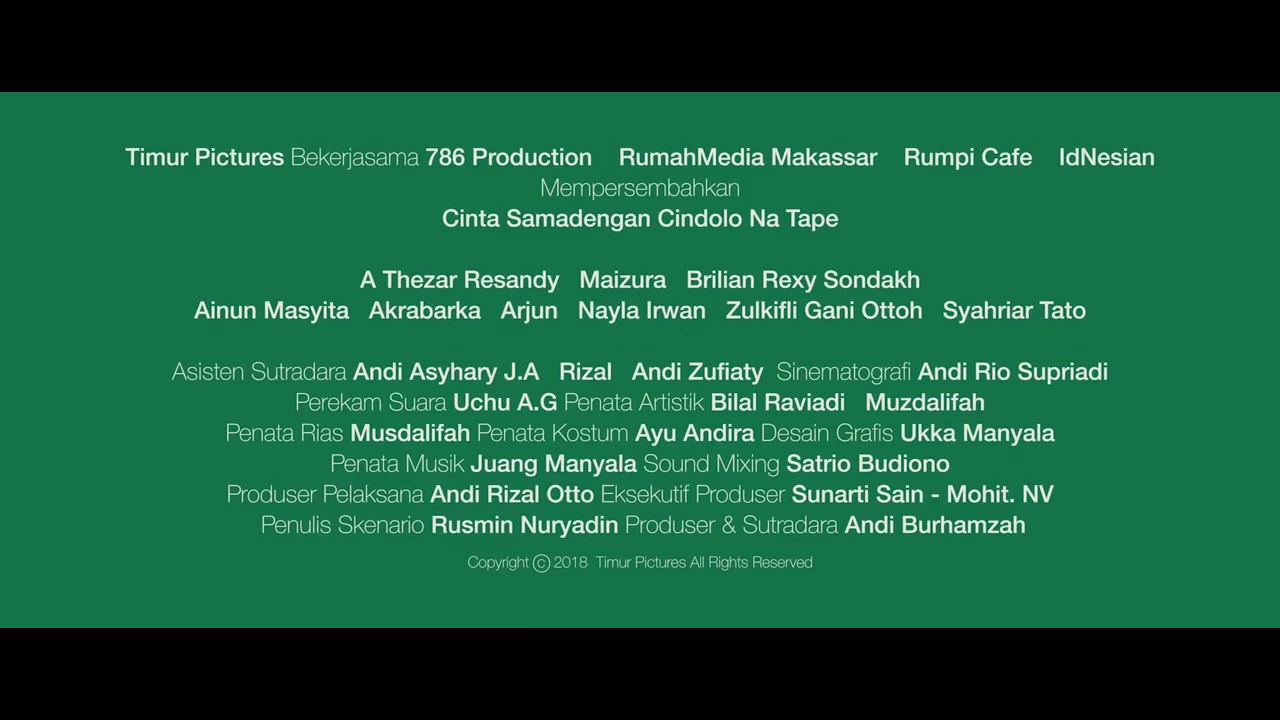 Timur Pictures Bekerjasama 786 Production RumahMedia Makassar Rumpi Cafe IdNesian
Mempersembahkan
Cinta Samadengan Cindolo Na Tape
A Thezar Resandy Maizura Brilian Rexy Sondakh
Ainun Masyita Akrabarka Arjun Nayla Irwan Zulkifli Gani Ottoh Syahriar Tato
Asisten Sutradara Andi Asyhary J.A Rizal Andi Zufiaty Sinematografi Andi Rio Supriadi
Perekam Suara Uchu A.G Penata Artistik Bilal Raviadi Muzdalifah
Penata Rias Musdalifah Penata Kostum Ayu Andira Desain Grafis Ukka Manyala
Penata Musik Juang Manyala Sound Mixing Satrio Budiono
Produser Pelaksana Andi Rizal Otto Eksekutif Produser Sunarti Sain - Mohit. NV
Penulis Skenario Rusmin Nuryadin Produser & Sutradara Andi Burhamzah
Copyright © 2018 Timur Pictures All Rights Reserved